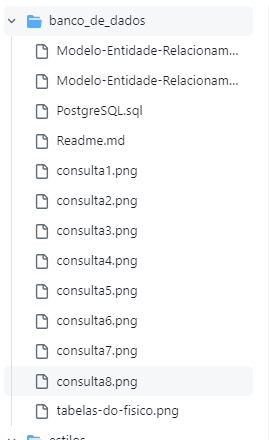 banco_de_dados
Modelo-Entidade-Relacionam...
Modelo-Entidade-Relacionam...
PostgreSQL.sql
Readme.md
consulta1.png
consulta2.png
consulta3.png
consulta4.png
consulta5.png
consulta6.png
consulta7.png
consulta8.png
tabelas-do-fisico.png